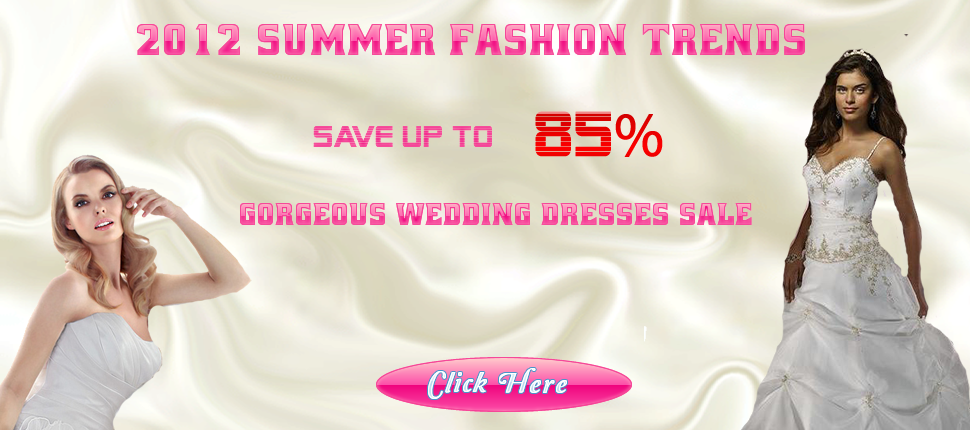 2012 SUMMER FASHION TRENDS
SAVE UP TO 85%
GORGEOUS WEDDING DRESSES SALE
Click Here